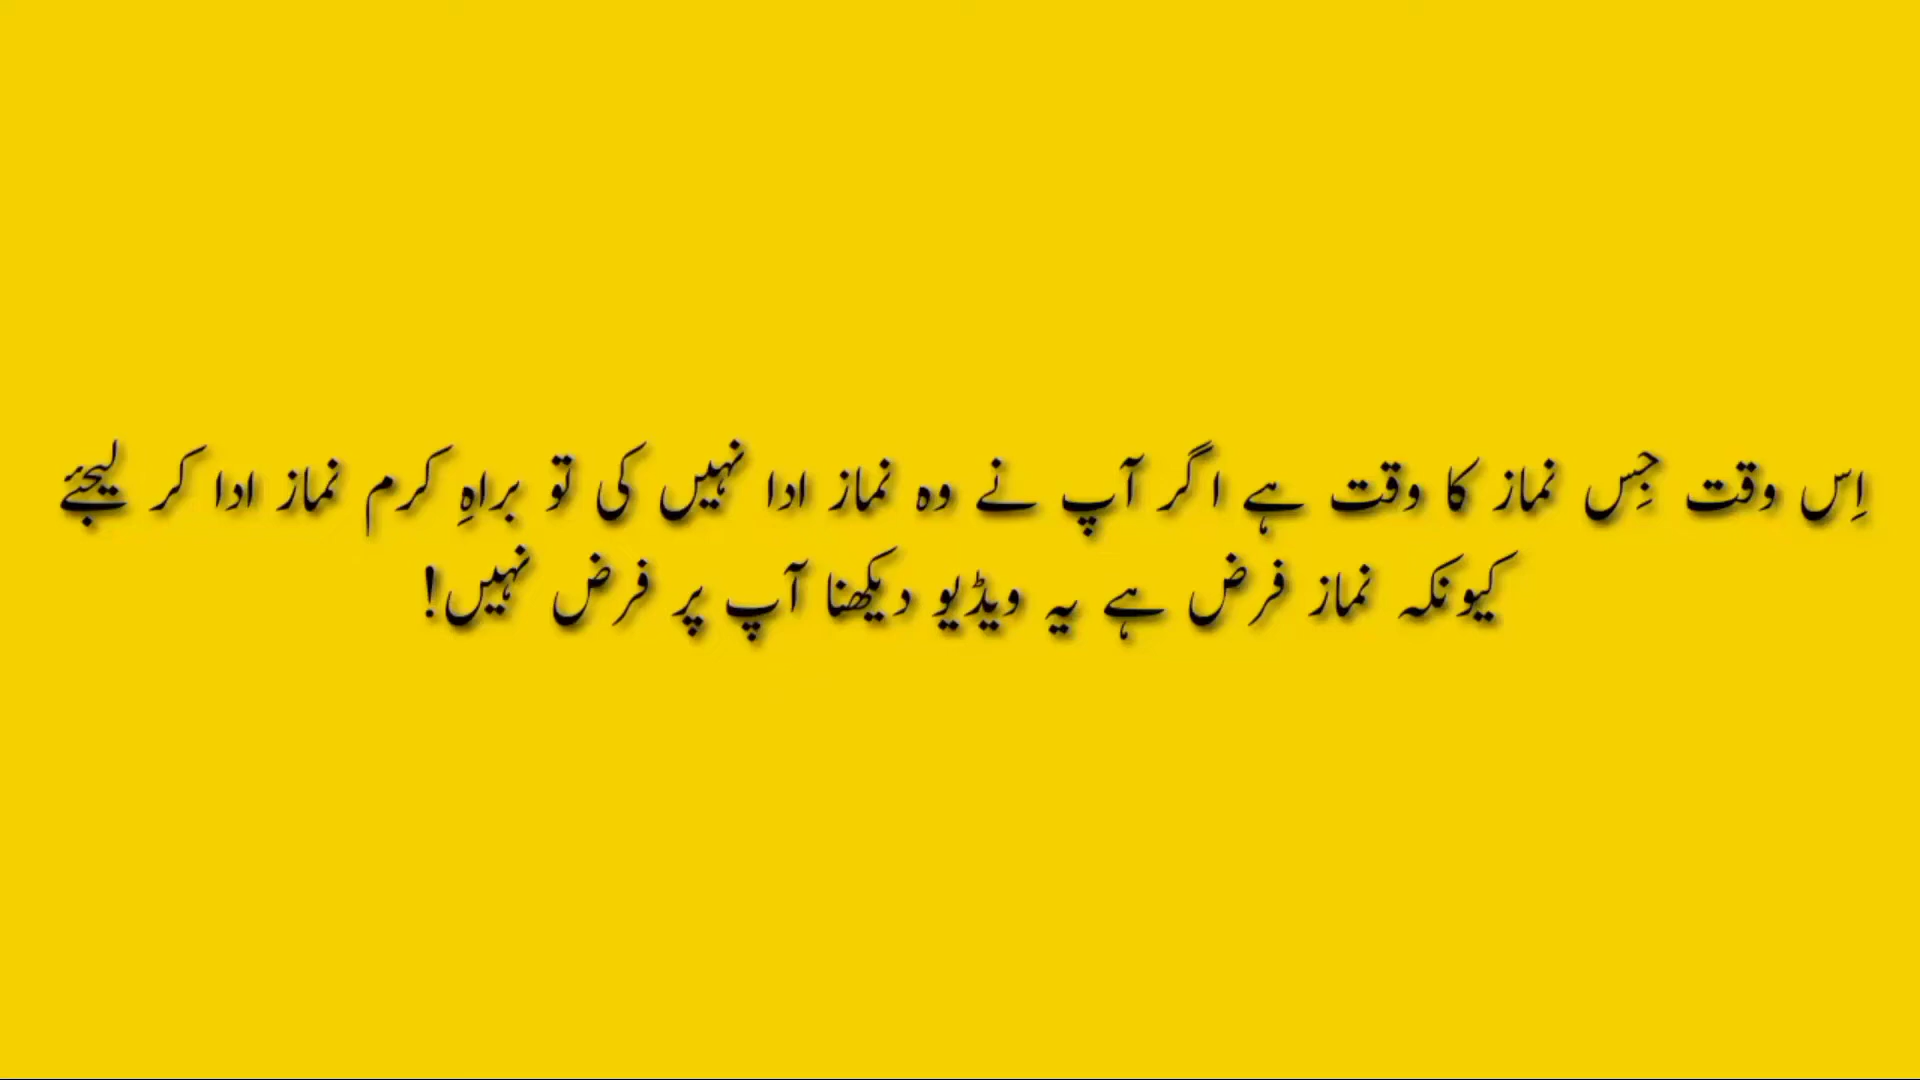 اِس وقت جِس نماز کا وقت ہے اگر آپ نے وہ نماز ادا نہیں کی تو براہِ کرم نماز ادا کر لیجئے
کیونکہ نماز فرض ہے یہ ویڈیو دیکھنا آپ پر فرض نہیں!